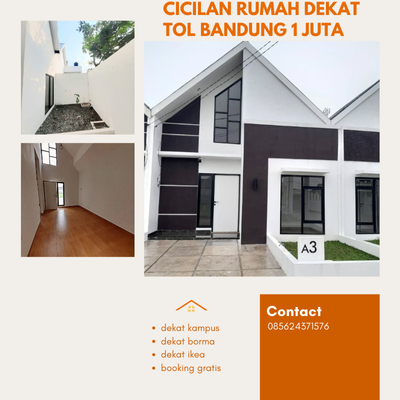 CICILAN RUMAH DEKAT
TOL BANDUNG 1 JUTA
A3
dekat kampus
dekat borma
dekat ikea
booking gratis
Contact
085624371576